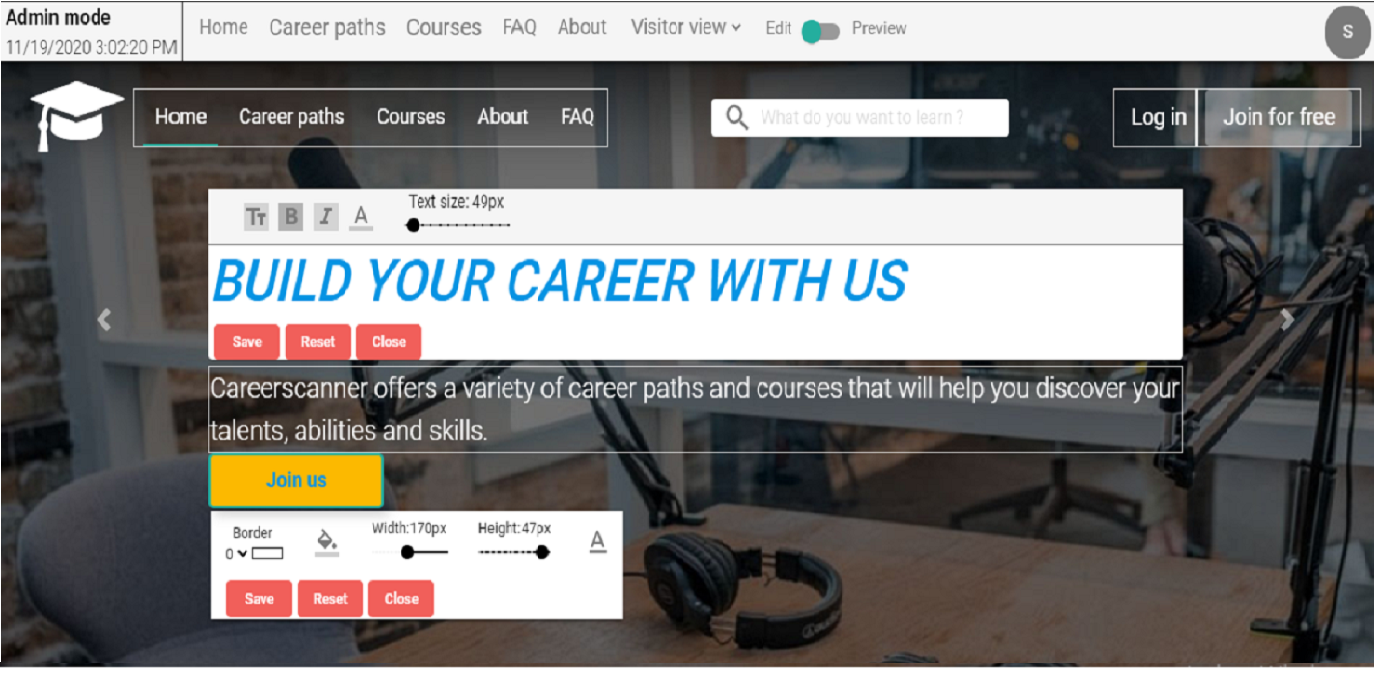 Admin mode
11/19/2020 3:02:20 PM
Home Career paths Courses FAQ About Visitor view Edit Preview
S
Home Career paths Courses About FAQ
What do you want to learn ?
Log in Join for free
Tт B I A Text size: 49px
BUILD YOUR CAREER WITH US
Save Reset Close
Careerscanner offers a variety of career paths and courses that will help you discover your
talents, abilities and skills.
Join us
Border Width:170px Height:47px A
0
Save Reset Close
acer